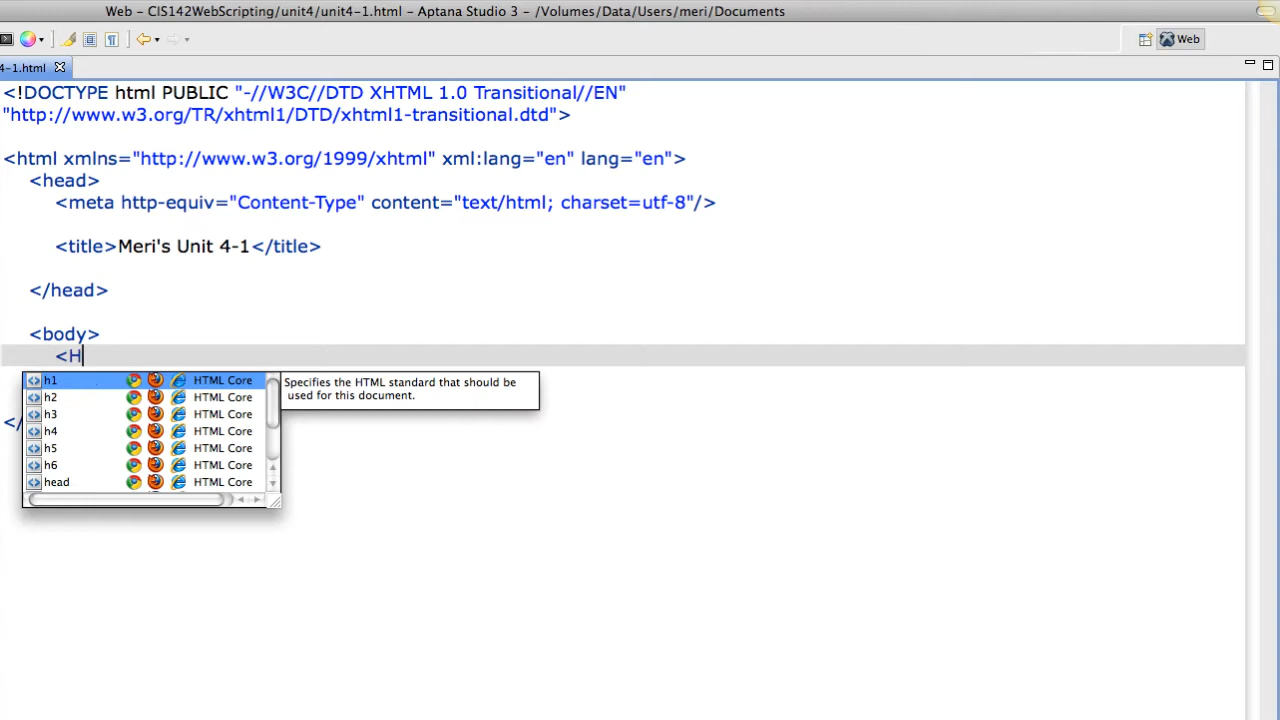 Web - CIS142WebScripting/unit4/unit4-1.html - Aptana Studio 3 - /Volumes/Data/Users/meri/Documents
Web
4-1.html
<!DOCTYPE html PUBLIC "-//W3C//DTD XHTML 1.0 Transitional//EN"
"http://www.w3.org/TR/xhtml1/DTD/xhtml1-transitional.dtd">
<html xmlns="http://www.w3.org/1999/xhtml" xml:lang="en" lang="en">
<head>
<meta http-equiv="Content-Type" content="text/html; charset=utf-8"/>
<title>Meri's Unit 4-1</title>
</head>
<body>
<H
h1 HTML Core
h2 HTML Core
h3 HTML Core
h4 HTML Core
h5 HTML Core
h6 HTML Core
head HTML Core
Specifies the HTML standard that should be
used for this document.
</